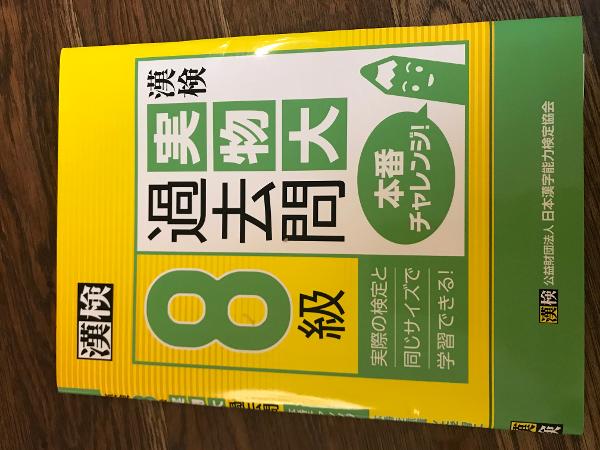 漢検
漢検
実物大
過去問
本番
チャレンジ!
8級
実際の検定と
同じサイズで
学習できる!
漢検 公益財団法人 日本漢字能力検定協会